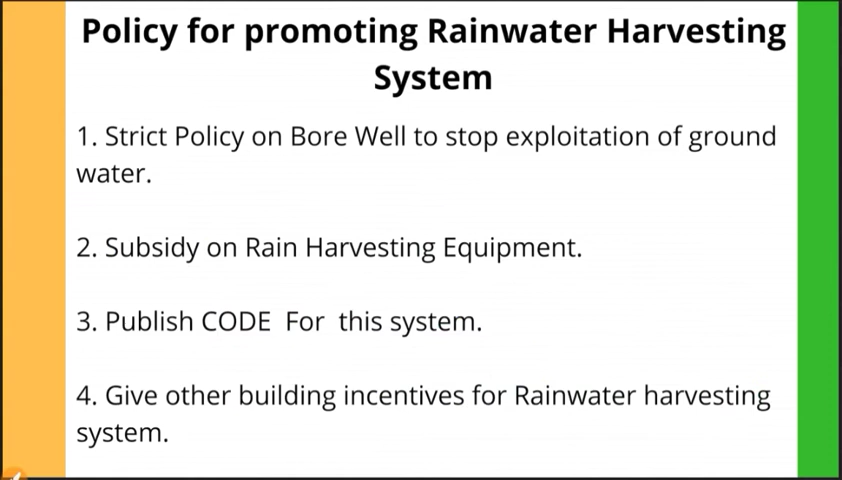 Policy for promoting Rainwater Harvesting
System
1. Strict Policy on Bore Well to stop exploitation of ground
water.
2. Subsidy on Rain Harvesting Equipment.
3. Publish CODE For this system.
4. Give other building incentives for Rainwater harvesting
system.